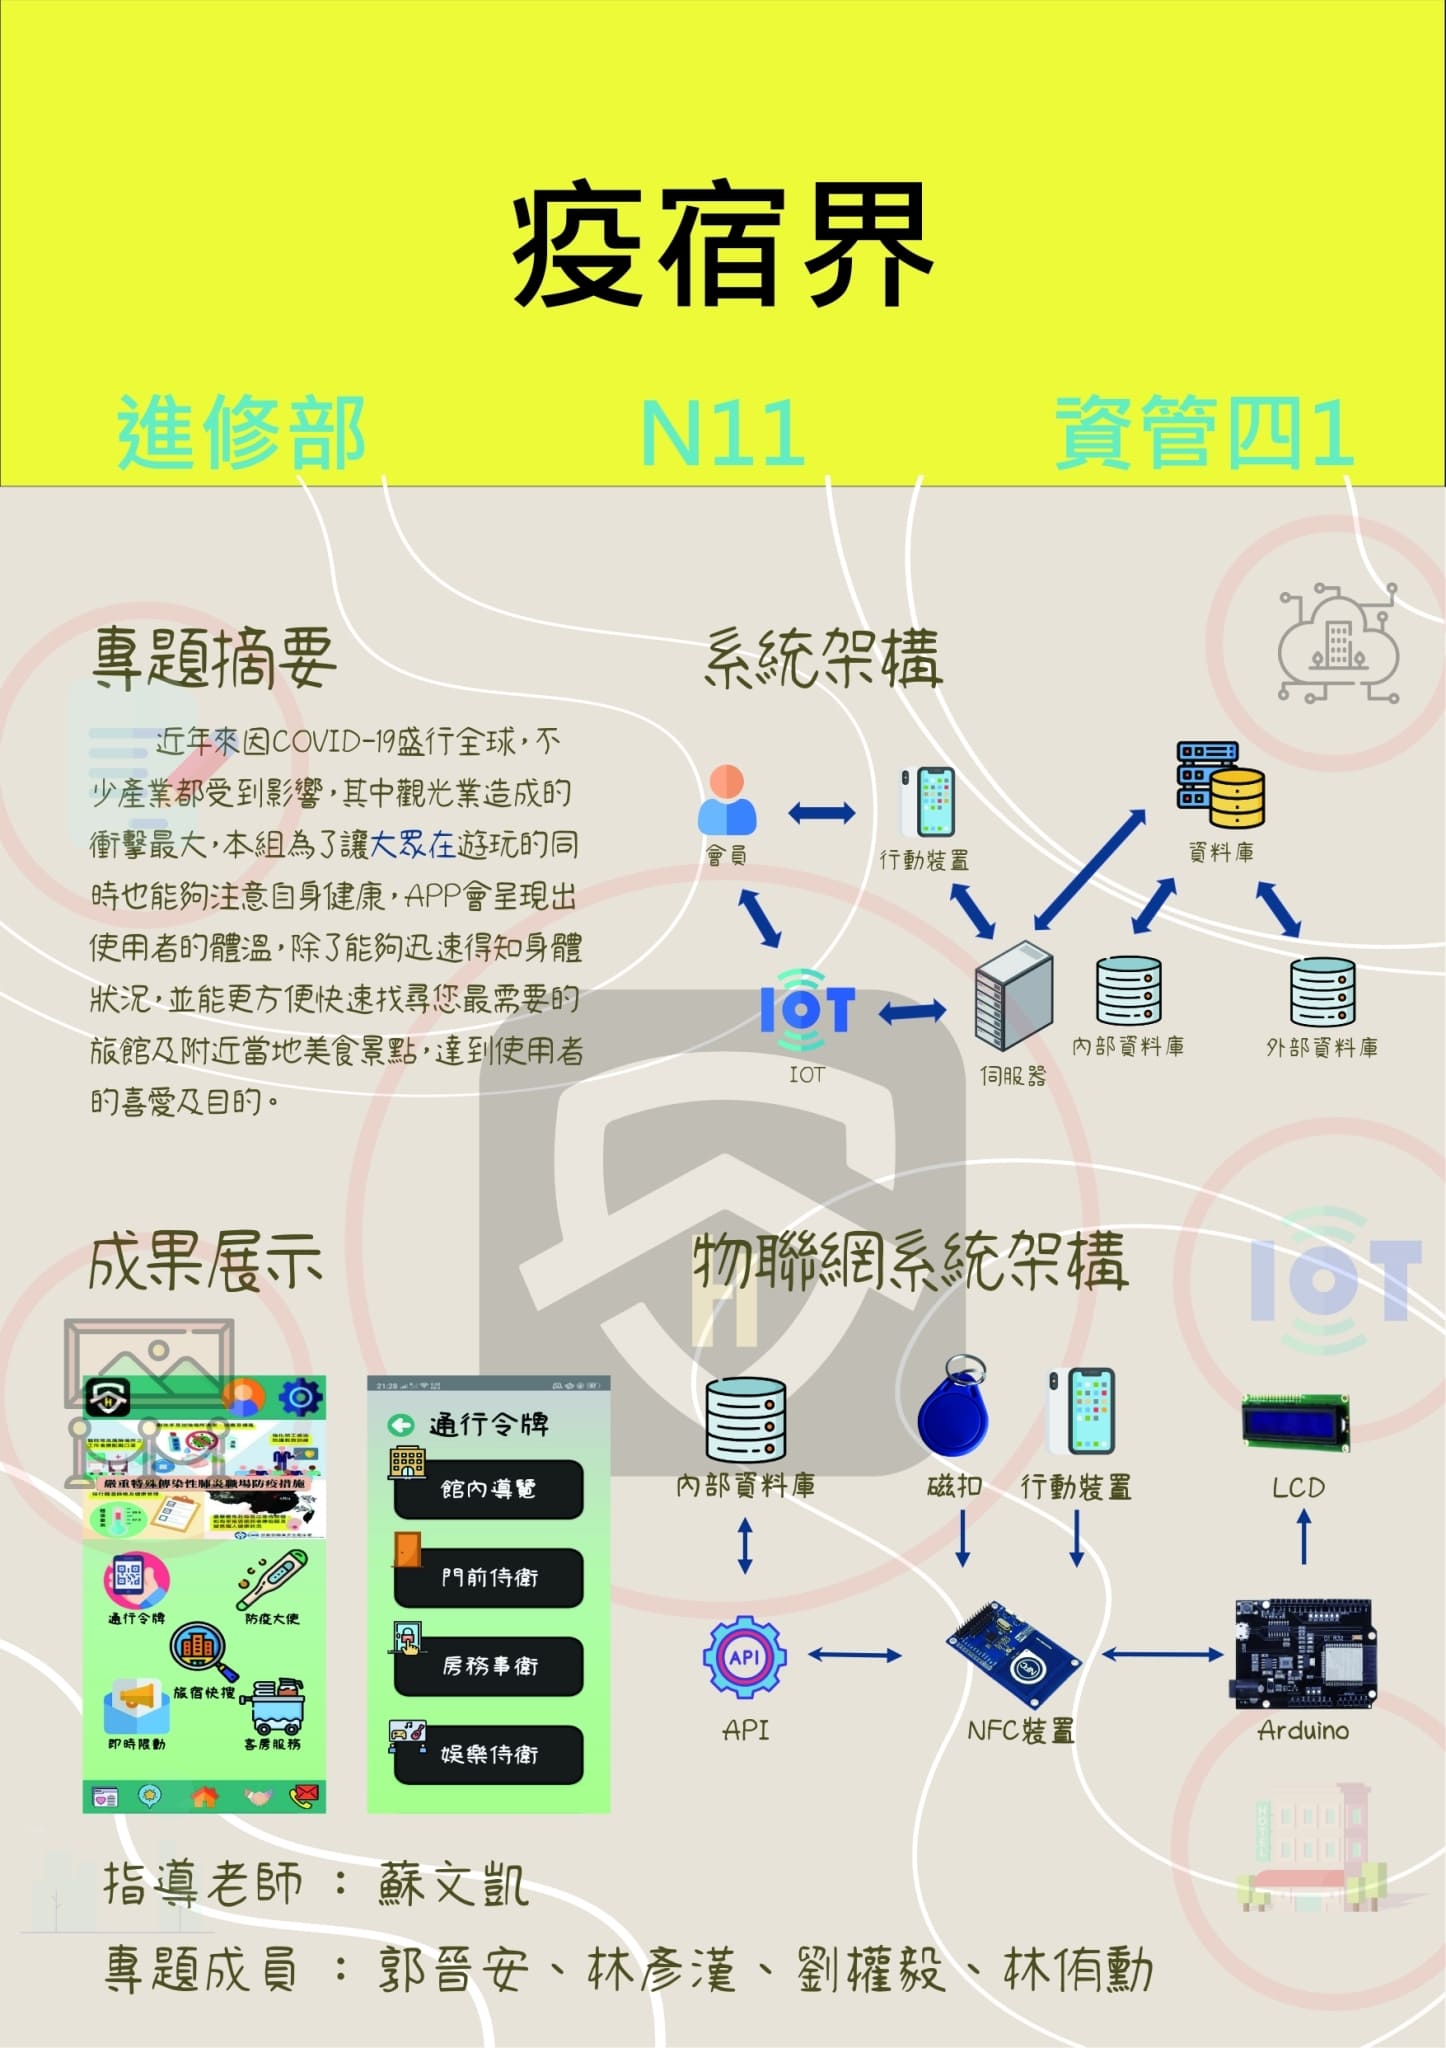 疫宿界
進修部
N11
資管四1
專題摘要
近年來因COVID-19盛行全球,不
少產業都受到影響,其中觀光業造成的
衝擊最大,本組為了讓大眾在遊玩的同
時也能夠注意自身健康,APP會呈現出
使用者的體溫,除了能夠迅速得知身體
狀況,並能更方便快速找尋您最需要的
旅館及附近當地美食景點,達到使用者
的喜愛及目的。
系統架構
會員
行動裝置
資料庫
IOT
IOT
伺服器
內部資料庫
外部資料庫
成果展示
嚴重特殊傳染性肺炎職場防疫措施
通行令牌
防疫大使
旅宿快搜
即時限動
客房服務
21:28
通行令牌
館內導覽
門前侍衛
房務事衛
娛樂侍衛
物聯網系統架構
H
IOT
內部資料庫
磁扣
行動裝置
LCD
API
API
NFC
NFC裝置
Arduino
HOTEL
指導老師 : 蘇文凱
專題成員 : 郭晉安、林彥漢、劉權毅、林侑勳